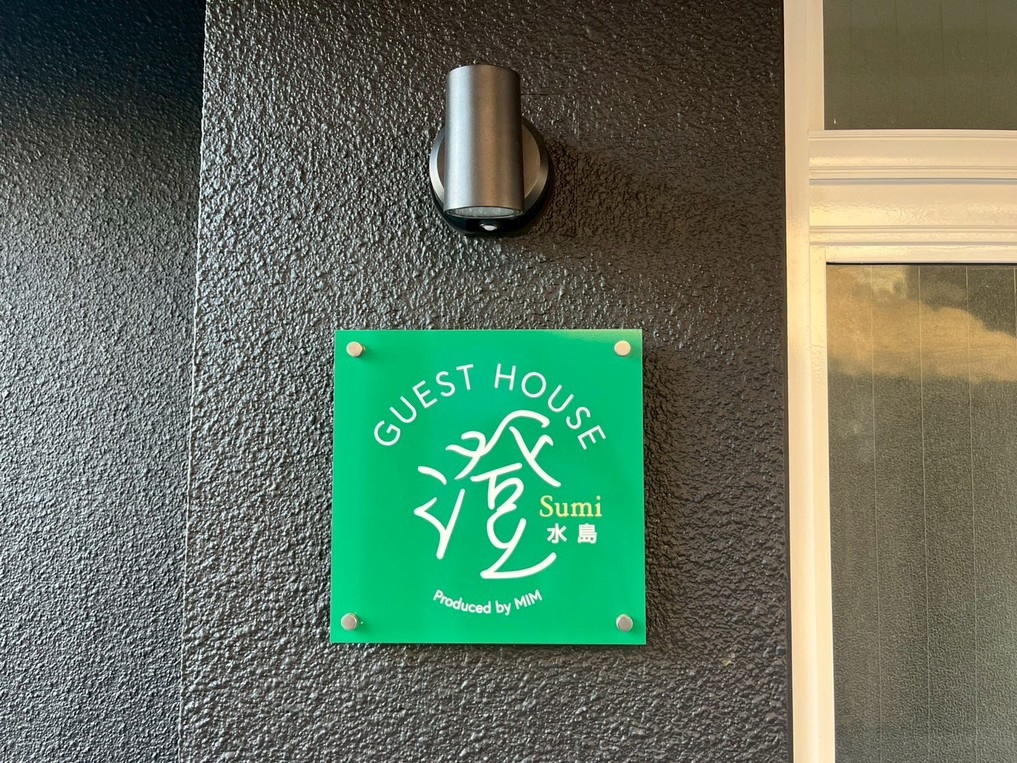 GUEST HOUSE
澄
Sumi
水島
Produced by MIM